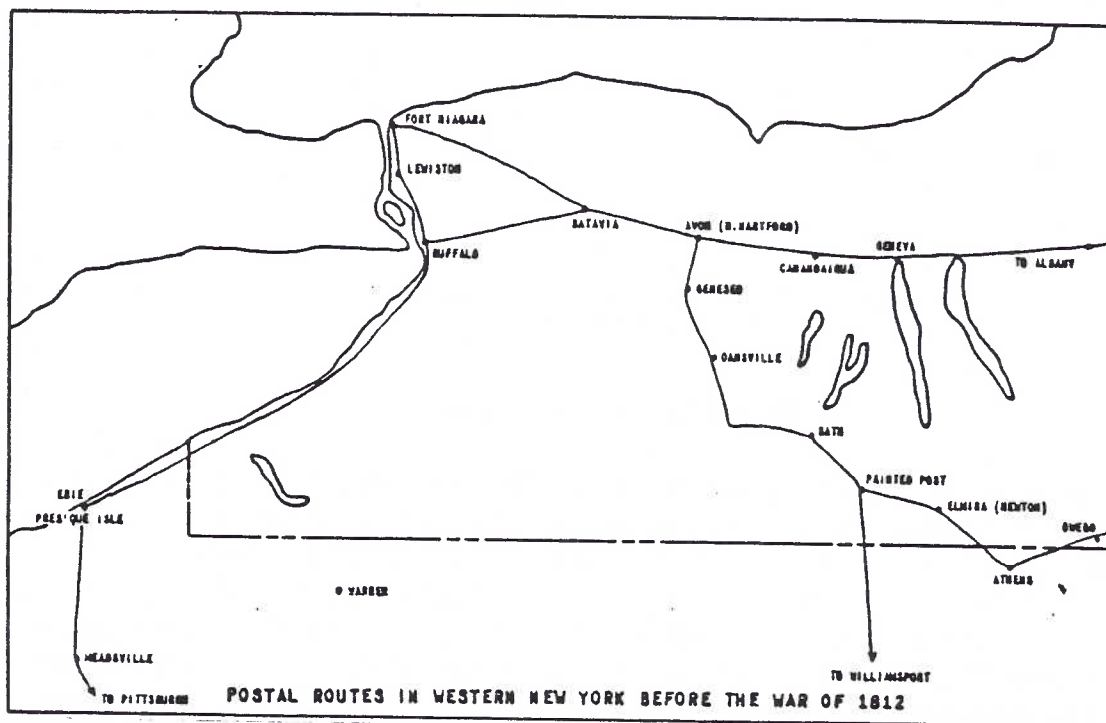 FORT NIAGARA
LEWISTON
BATAVIA
AVON (H.HARTFORD)
GENEVA
BUFFALO
CANANDAIGUA
TO ALBANY
GENESEO
DANSVILLE
BATH
PAINTED POST
ERIE
PRES'QUE ISLE
ELMIRA (NEWTON)
OWEGO
ATHENS
WARREN
MEADVILLE
TO WILLIAMSPORT
TO PITTSBURGH
POSTAL ROUTES IN WESTERN NEW YORK BEFORE THE WAR OF 1812